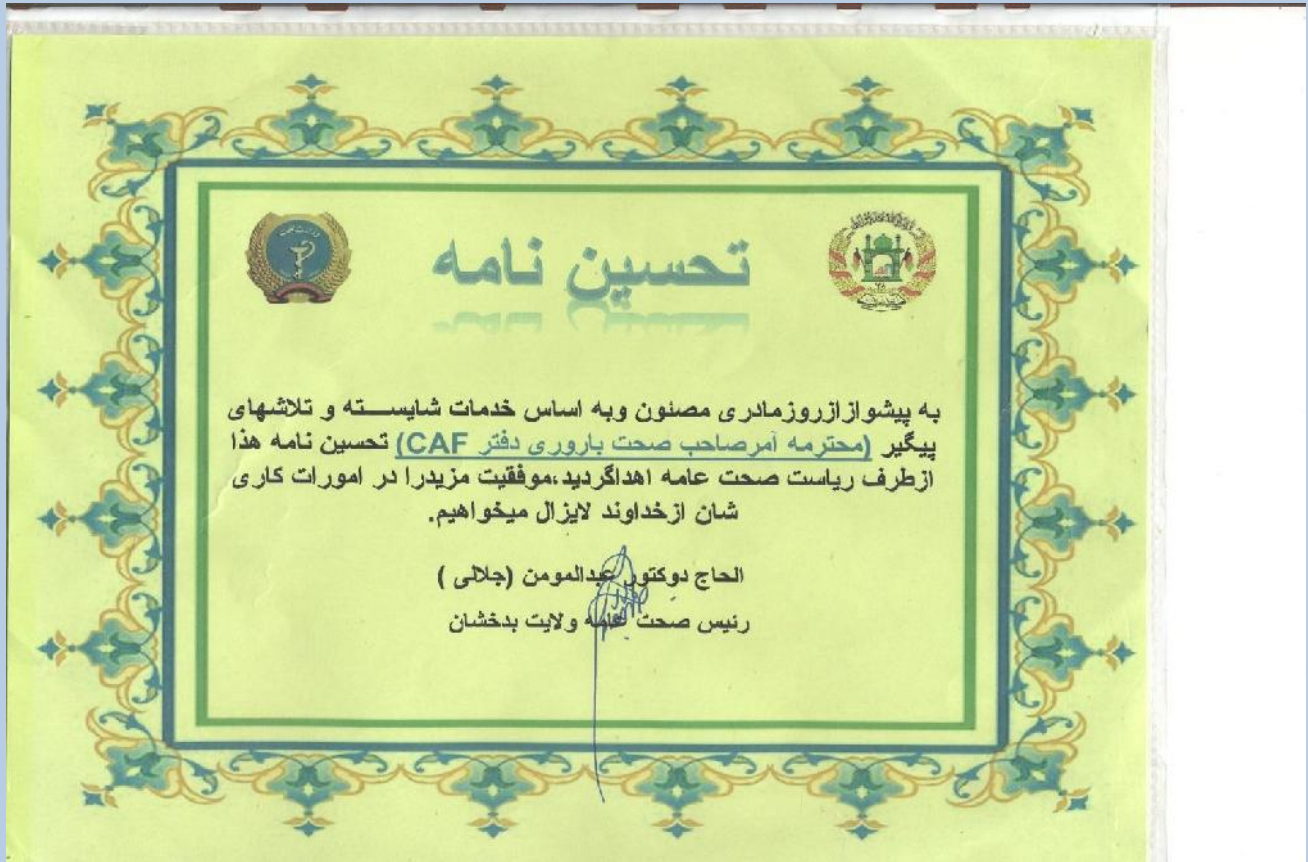 تحسین نامه
به پیشوازازروزمادری مصئون وبه اساس خدمات شایسته و تلاشهای
پیگیر (محترمه آمرصاحب صحت باروری دفتر CAF) تحسین نامه هذا
ازطرف ریاست صحت عامه اهداگردید،موفقیت مزیدرا در امورات کاری
شان ازخداوند لایزال میخواهیم.
الحاج دوکتور عبدالمومن (جلالی )
رئیس صحت عامه ولایت بدخشان